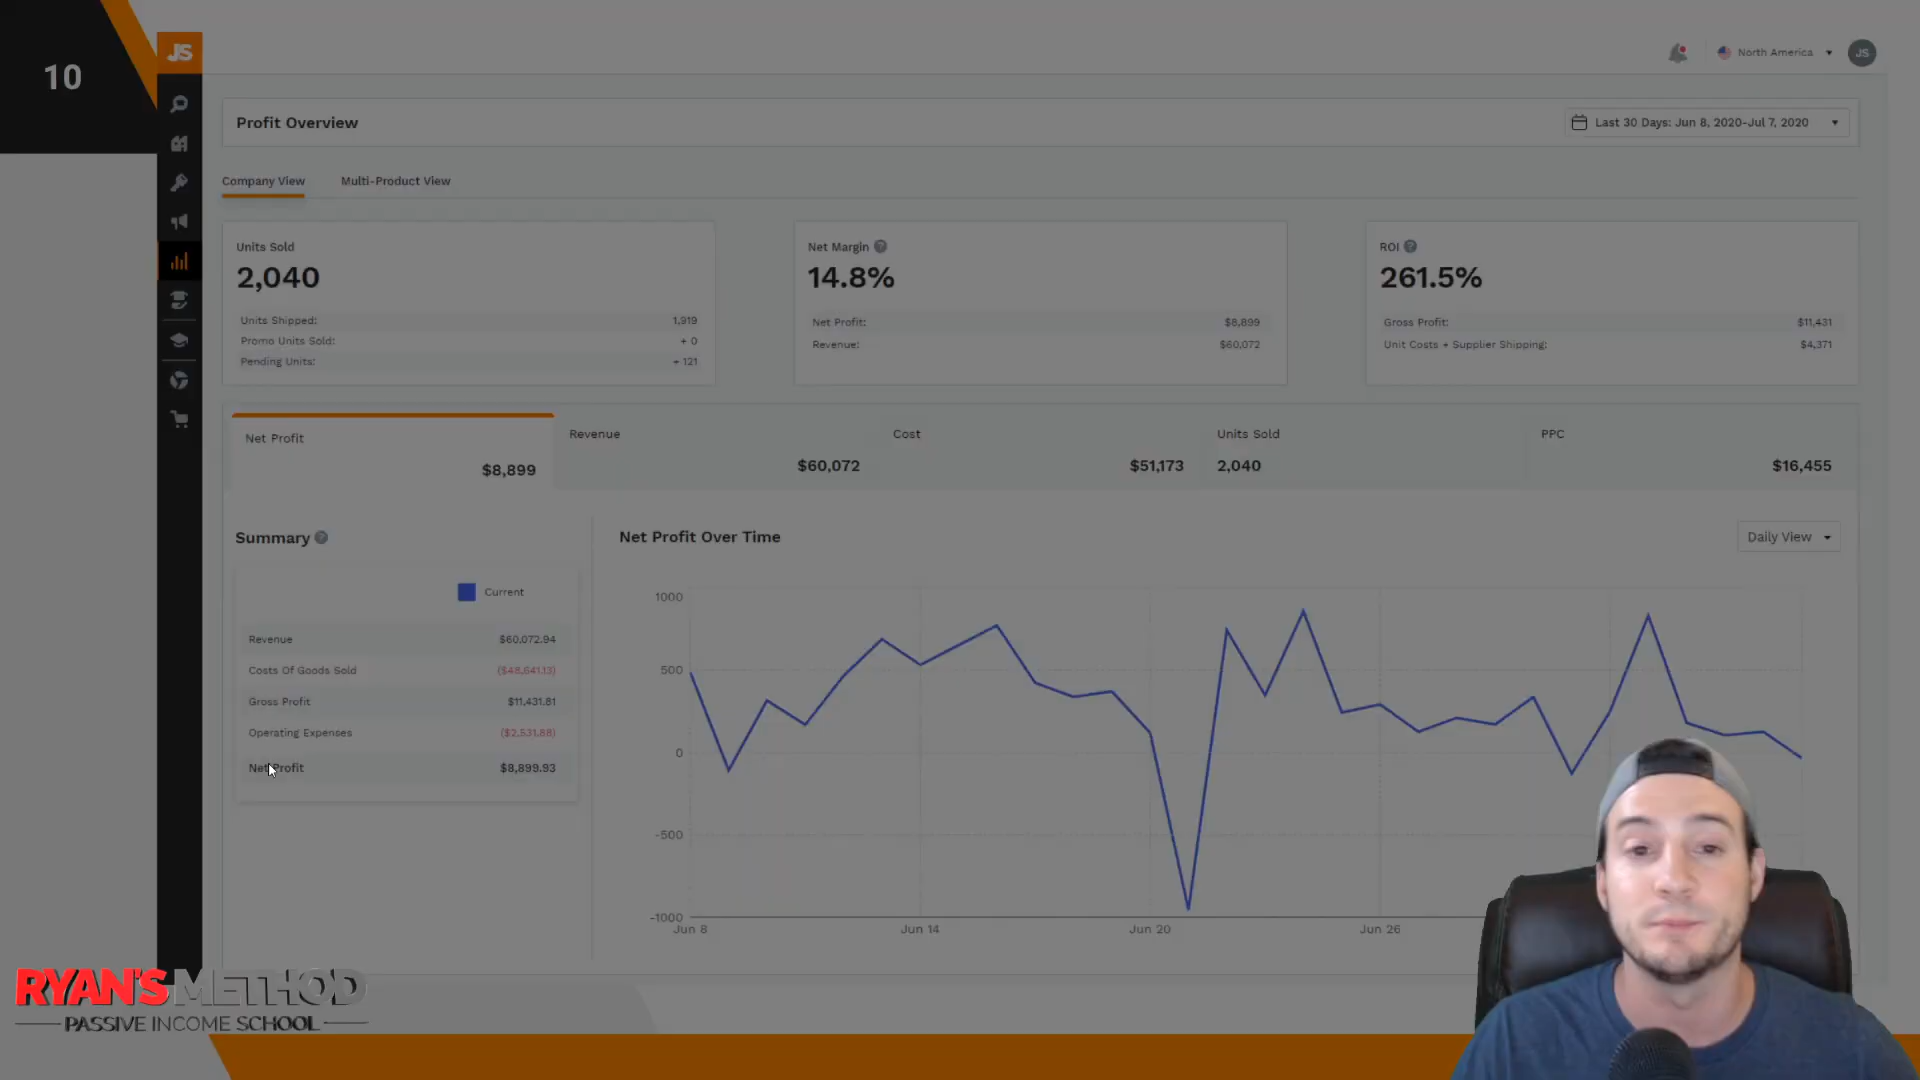 10
JS
North America
JS
Profit Overview
Last 30 Days: Jun 8, 2020-Jul 7, 2020
Company View
Multi-Product View
Units Sold
2,040
Units Shipped: 1,919
Promo Units Sold: + 0
Pending Units: + 121
Net Margin ?
14.8%
Net Profit: $8,899
Revenue: $60,072
ROI ?
261.5%
Gross Profit: $11,431
Unit Costs + Supplier Shipping: $4,371
Net Profit
$8,899
Revenue
$60,072
Cost
$51,173
Units Sold
2,040
PPC
$16,455
Summary ?
Current
Revenue $60,072.94
Costs Of Goods Sold ($48,641.13)
Gross Profit $11,431.81
Operating Expenses ($2,531.88)
Net Profit $8,899.93
Net Profit Over Time
Daily View
1000
500
0
-500
-1000
Jun 8
Jun 14
Jun 20
Jun 26
RYAN'S METHOD
PASSIVE INCOME SCHOOL